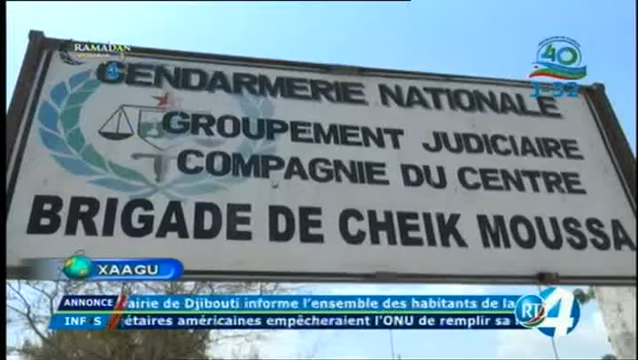 RAMADAN
40
GENDARMERIE NATIONALE
GROUPEMENT JUDICIAIRE
COMPAGNIE DU CENTRE
BRIGADE DE CHEIK MOUSSA
XAAGU
ANNONCE airie de Djibouti informe l'ensemble des habitants de la
INFOS étaires américaines empêcheraient l'ONU de remplir sa
RTD 4